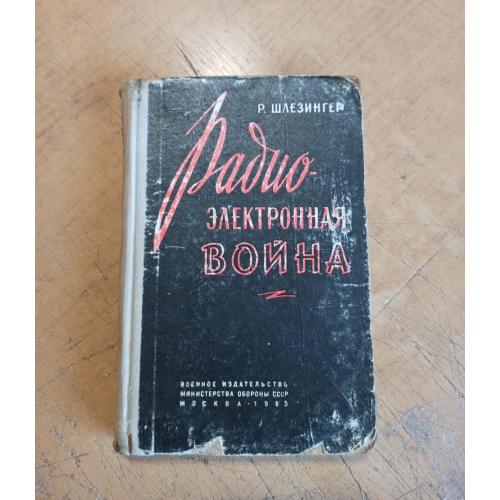 Р. ШЛЕЗИНГЕР
Радио-
ЭЛЕКТРОННАЯ
ВОЙНА
ВОЕННОЕ ИЗДАТЕЛЬСТВО
МИНИСТЕРСТВА ОБОРОНЫ СССР
МОСКВА · 1963